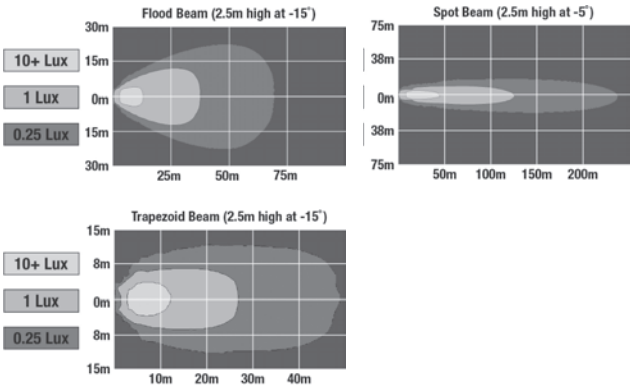 Flood Beam (2.5m high at -15°)
30m
10+ Lux
15m
1 Lux
0m
0.25 Lux
15m
30m
25m 50m 75m
Spot Beam (2.5m high at -5°)
75m
38m
0m
38m
75m
50m 100m 150m 200m
Trapezoid Beam (2.5m high at -15°)
15m
10+ Lux
8m
1 Lux
0m
0.25 Lux
8m
15m
10m 20m 30m 40m